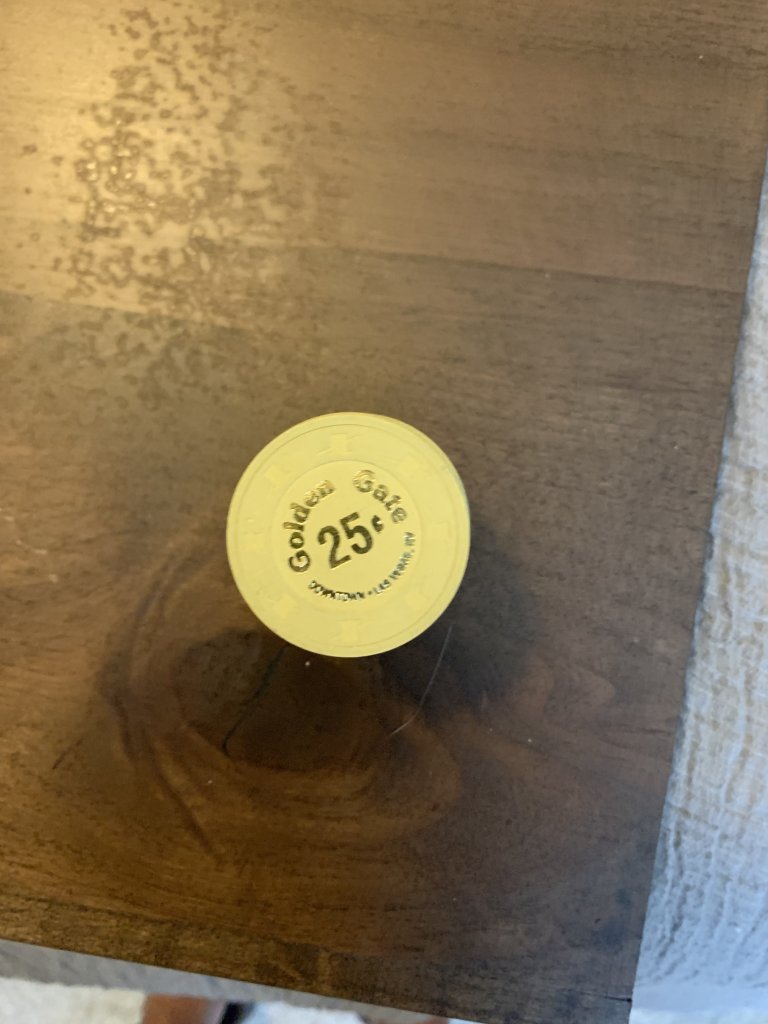 Golden Gate
25¢
DOWNTOWN • LAS VEGAS, NV